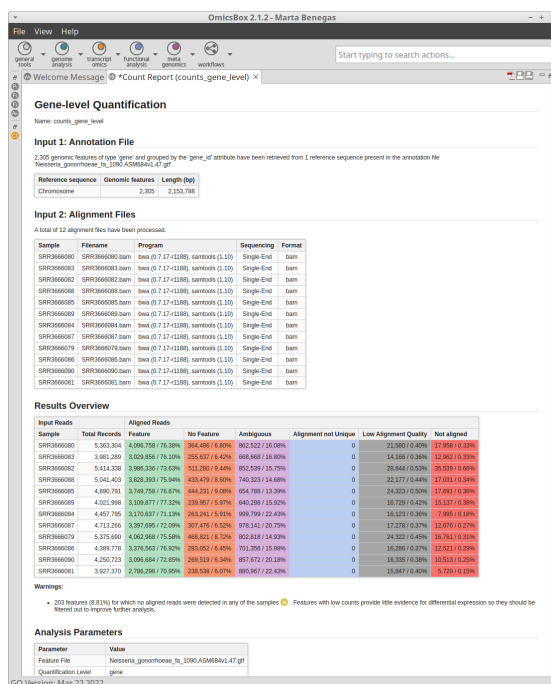 OmicsBox 2.1.2 - Marta Benegas
File View Help
general tools
genome analysis
transcript omics
functional analysis
meta genomics
workflows
Start typing to search actions...
Welcome Message *Count Report (counts_gene_level)
Gene-level Quantification
Name: counts_gene_level
Input 1: Annotation File
2,305 genomic features of type 'gene' and grouped by the 'gene_id' attribute have been retrieved from 1 reference sequence present in the annotation file
'Neisseria_gonorrhoeae_fa_1090.ASM684v1.47.gtf'.
Reference sequence Genomic features Length (bp)
Chromosome 2,305 2,153,788
Input 2: Alignment Files
A total of 12 alignment files have been processed.
Sample Filename Program Sequencing Format
SRR3666080 SRR3666080.bam bwa (0.7.17-r1188), samtools (1.10) Single-End bam
SRR3666083 SRR3666083.bam bwa (0.7.17-r1188), samtools (1.10) Single-End bam
SRR3666082 SRR3666082.bam bwa (0.7.17-r1188), samtools (1.10) Single-End bam
SRR3666088 SRR3666088.bam bwa (0.7.17-r1188), samtools (1.10) Single-End bam
SRR3666085 SRR3666085.bam bwa (0.7.17-r1188), samtools (1.10) Single-End bam
SRR3666089 SRR3666089.bam bwa (0.7.17-r1188), samtools (1.10) Single-End bam
SRR3666084 SRR3666084.bam bwa (0.7.17-r1188), samtools (1.10) Single-End bam
SRR3666087 SRR3666087.bam bwa (0.7.17-r1188), samtools (1.10) Single-End bam
SRR3666079 SRR3666079.bam bwa (0.7.17-r1188), samtools (1.10) Single-End bam
SRR3666086 SRR3666086.bam bwa (0.7.17-r1188), samtools (1.10) Single-End bam
SRR3666090 SRR3666090.bam bwa (0.7.17-r1188), samtools (1.10) Single-End bam
SRR3666081 SRR3666081.bam bwa (0.7.17-r1188), samtools (1.10) Single-End bam
Results Overview
Input Reads Aligned Reads
Sample Total Records Feature No Feature Ambiguous Alignment not Unique Low Alignment Quality Not aligned
SRR3666080 5,363,304 4,096,758 / 76.38% 364,486 / 6.80% 862,522 / 16.08% 0 21,580 / 0.40% 17,958 / 0.33%
SRR3666083 3,981,289 3,029,856 / 76.10% 255,637 / 6.42% 668,668 / 16.80% 0 14,166 / 0.36% 12,962 / 0.33%
SRR3666082 5,414,338 3,986,336 / 73.63% 511,290 / 9.44% 852,539 / 15.75% 0 28,644 / 0.53% 35,539 / 0.66%
SRR3666088 5,041,403 3,828,393 / 75.94% 433,479 / 8.60% 740,323 / 14.68% 0 22,177 / 0.44% 17,031 / 0.34%
SRR3666085 4,890,791 3,749,758 / 76.67% 444,231 / 9.08% 654,788 / 13.39% 0 24,323 / 0.50% 17,691 / 0.36%
SRR3666089 4,021,998 3,109,877 / 77.32% 239,957 / 5.97% 640,298 / 15.92% 0 16,729 / 0.42% 15,137 / 0.38%
SRR3666084 4,457,795 3,170,637 / 71.13% 263,241 / 5.91% 999,799 / 22.43% 0 16,123 / 0.36% 7,995 / 0.18%
SRR3666087 4,713,266 3,397,695 / 72.09% 307,476 / 6.52% 978,141 / 20.75% 0 17,278 / 0.37% 12,676 / 0.27%
SRR3666079 5,375,690 4,062,968 / 75.58% 468,821 / 8.72% 802,818 / 14.93% 0 24,322 / 0.45% 16,761 / 0.31%
SRR3666086 4,389,778 3,376,563 / 76.92% 283,052 / 6.45% 701,356 / 15.98% 0 16,286 / 0.37% 12,521 / 0.29%
SRR3666090 4,250,723 3,096,684 / 72.85% 269,519 / 6.34% 857,672 / 20.18% 0 16,335 / 0.38% 10,513 / 0.25%
SRR3666081 3,927,370 2,786,298 / 70.95% 238,538 / 6.07% 880,967 / 22.43% 0 15,847 / 0.40% 5,720 / 0.15%
Warnings:
• 203 features (8.81%) for which no aligned reads were detected in any of the samples . Features with low counts provide little evidence for differential expression so they should be
filtered out to improve further analysis.
Analysis Parameters
Parameter Value
Feature File Neisseria_gonorrhoeae_fa_1090.ASM684v1.47.gtf
Quantification Level gene
GO Version: Mar 22 2022